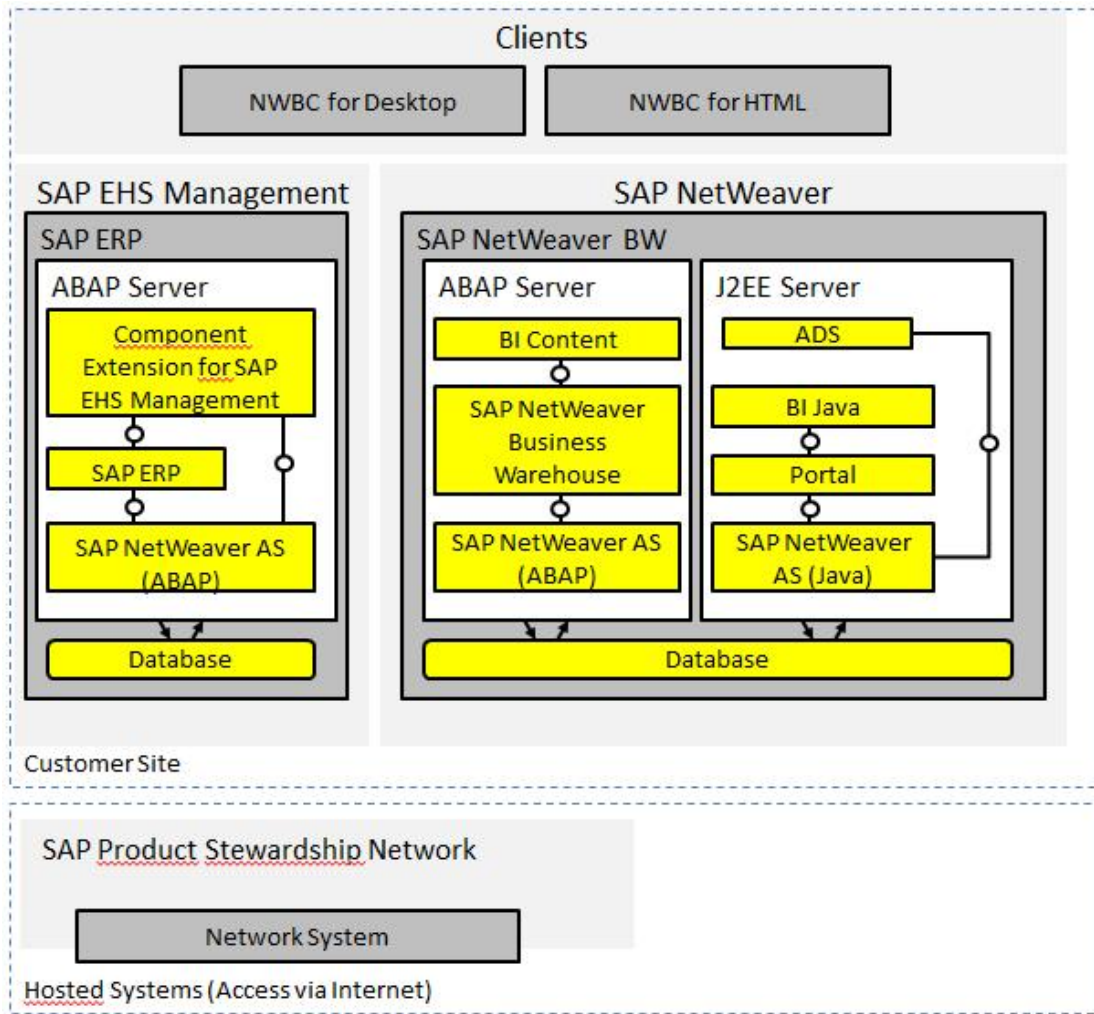 Clients
NWBC for Desktop
NWBC for HTML
SAP EHS Management
SAP ERP
ABAP Server
Component
Extension for SAP
EHS Management
SAP ERP
SAP NetWeaver AS
(ABAP)
Database
SAP NetWeaver
SAP NetWeaver BW
ABAP Server
BI Content
SAP NetWeaver
Business
Warehouse
SAP NetWeaver AS
(ABAP)
J2EE Server
ADS
BI Java
Portal
SAP NetWeaver
AS (Java)
Database
Customer Site
SAP Product Stewardship Network
Network System
Hosted Systems (Access via Internet)